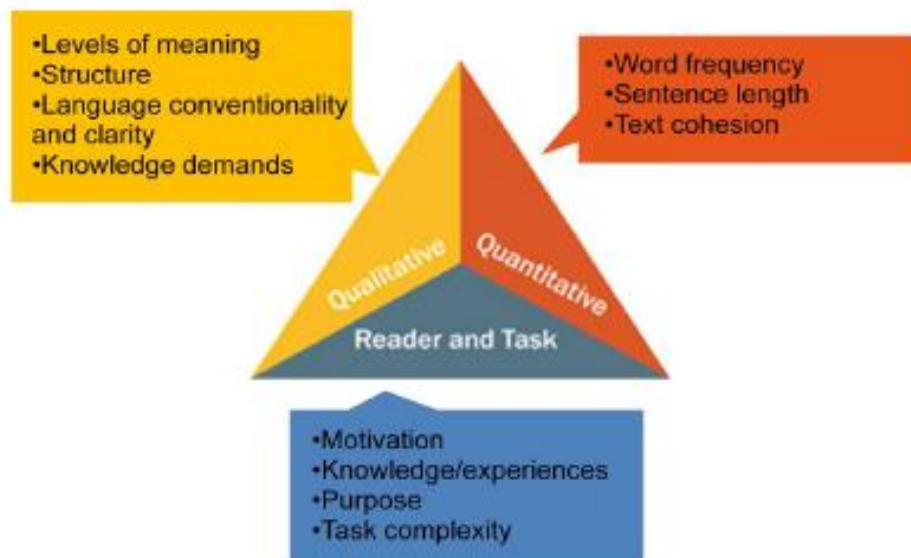 •Levels of meaning
•Structure
•Language conventionality
and clarity
•Knowledge demands
•Word frequency
•Sentence length
•Text cohesion
Qualitative
Quantitative
Reader and Task
•Motivation
•Knowledge/experiences
•Purpose
•Task complexity